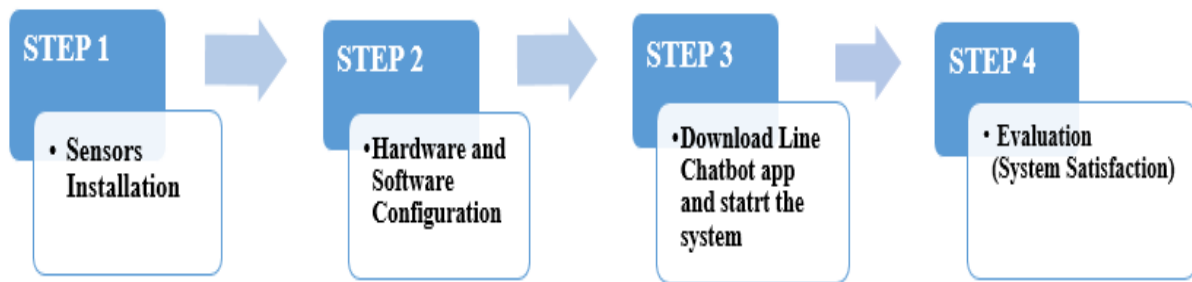 STEP 1
• Sensors
Installation
STEP 2
•Hardware and
Software
Configuration
STEP 3
•Download Line
Chatbot app
and statrt the
system
STEP 4
• Evaluation
(System Satisfaction)